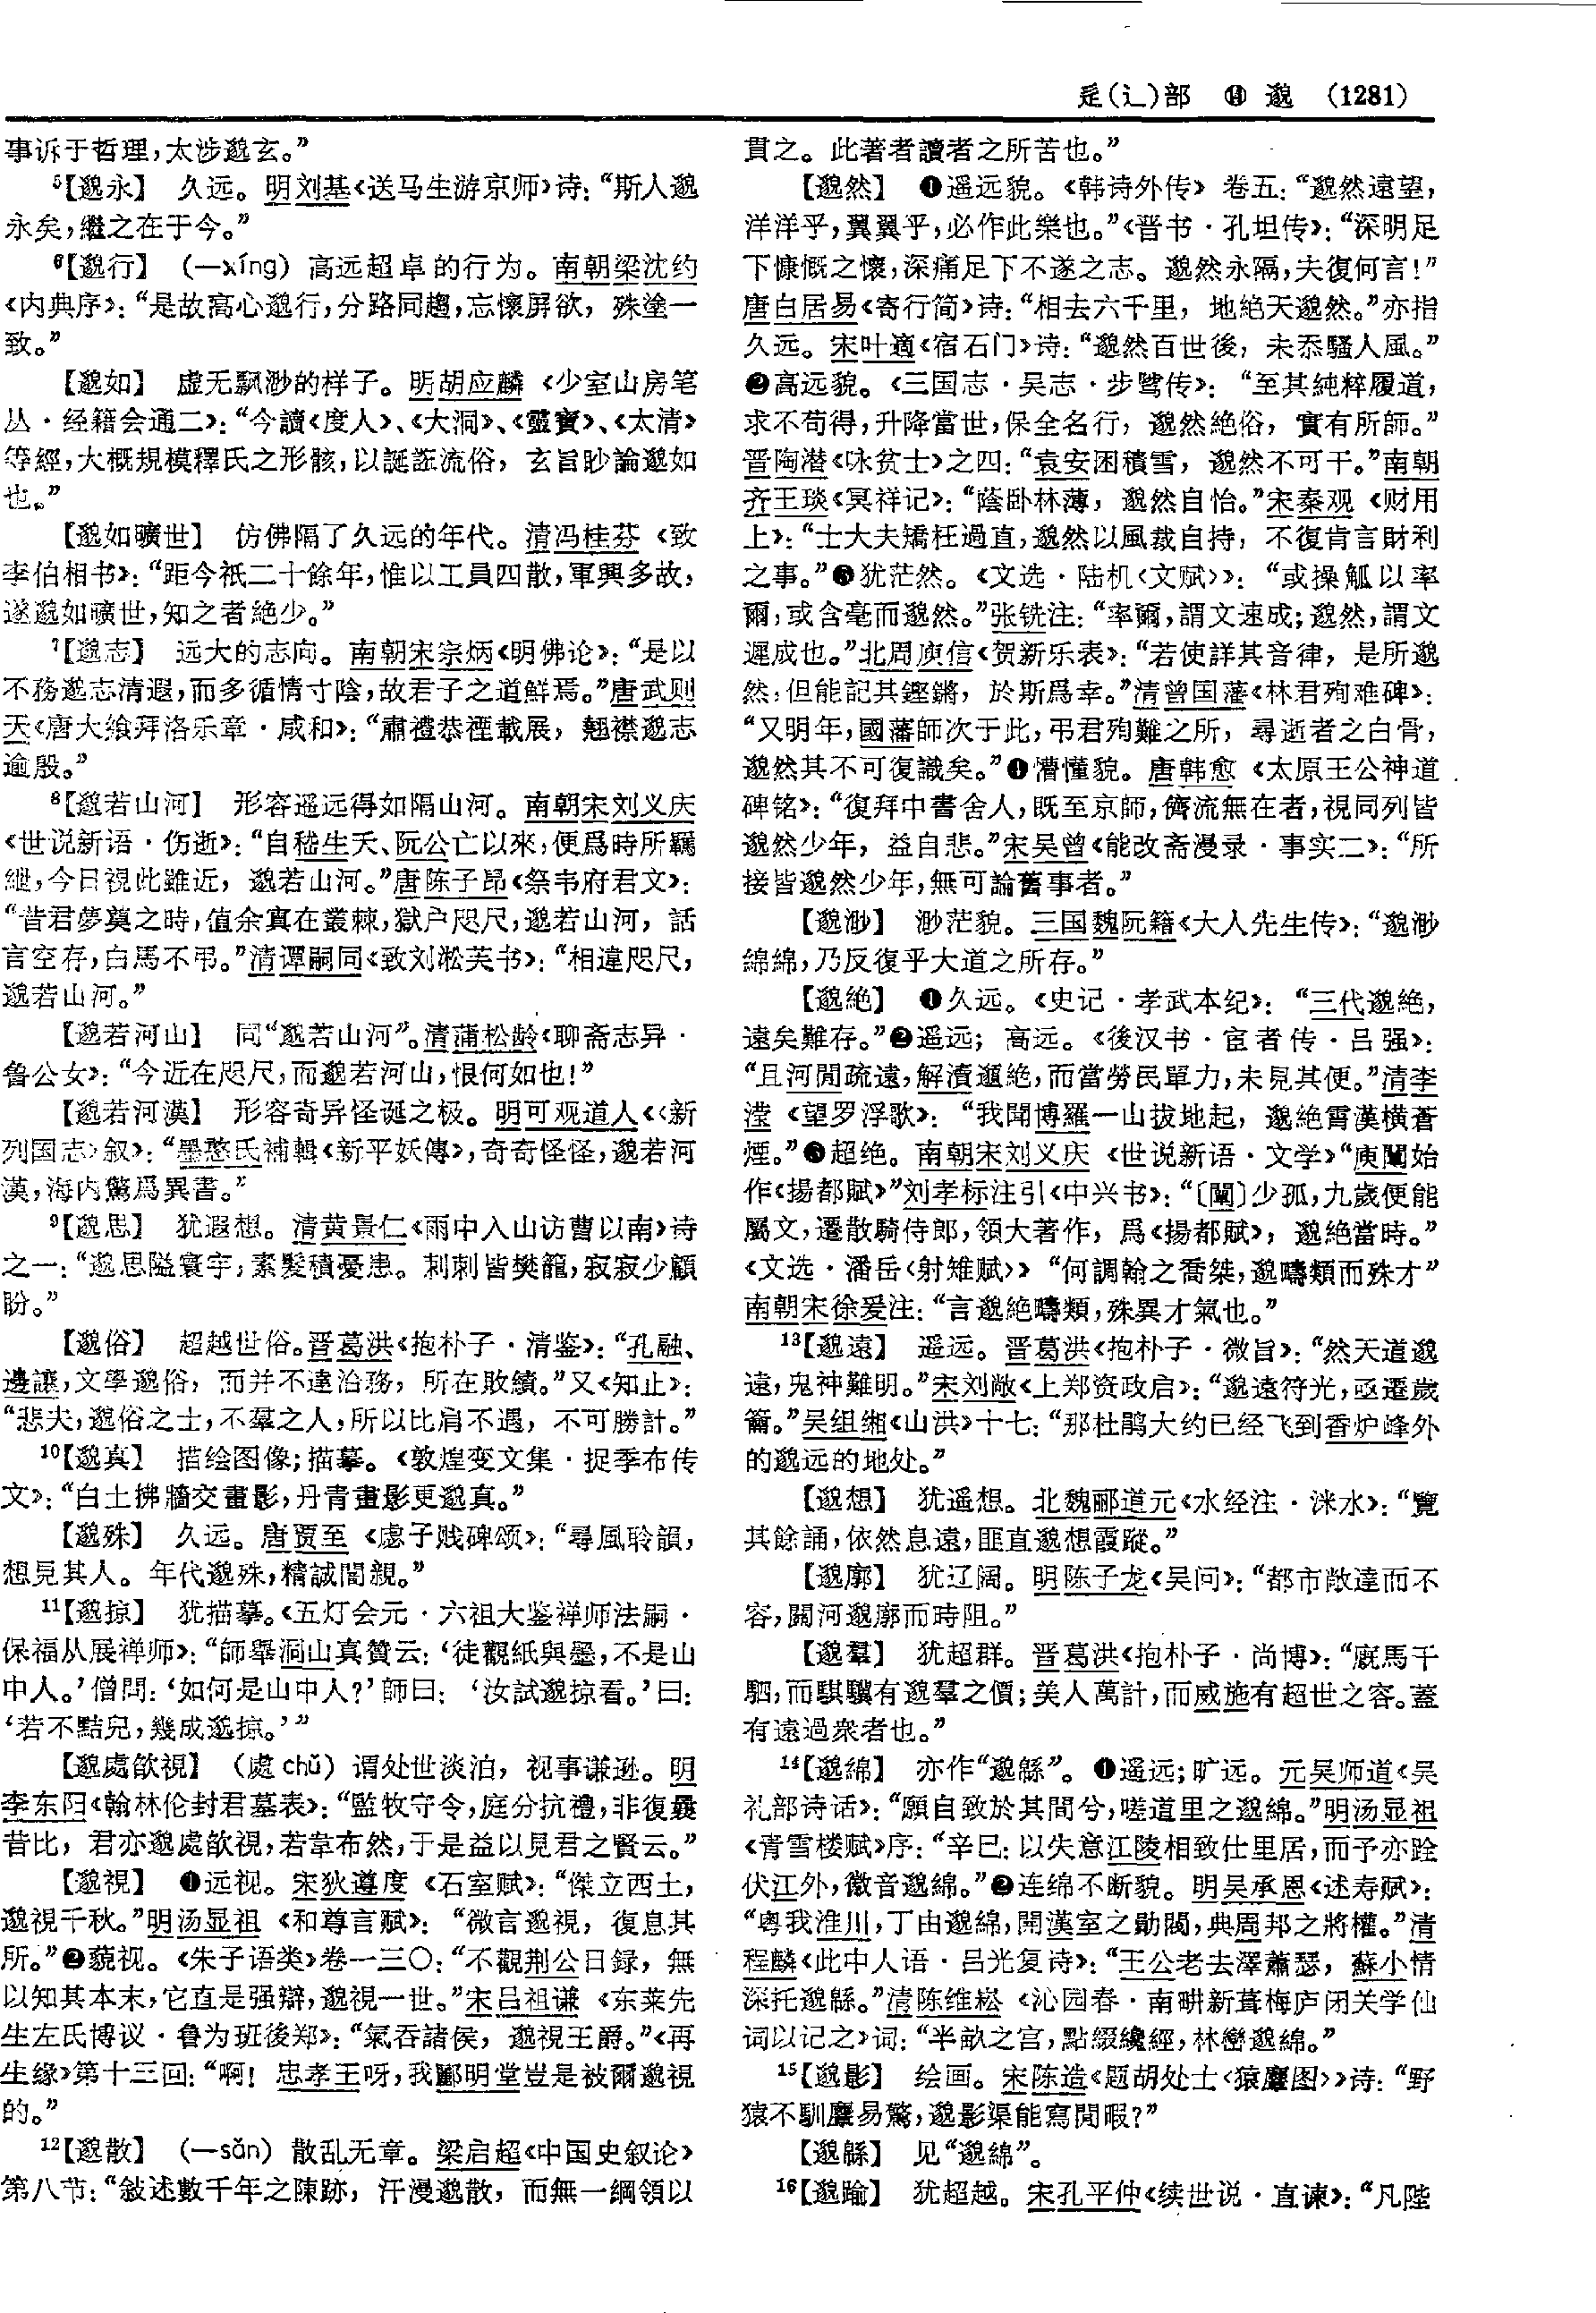 辵(辶)部 ⑭ 邈 (1281)
事诉于哲理，太涉邈玄。”
⁵【邈永】 久远。明刘基《送马生游京师》诗：“斯人邈
永矣，繼之在于今。”
⁶【邈行】 (—xíng) 高远超卓的行为。南朝梁沈约
《内典序》：“是故寓心邈行，分路同趨，忘懷屏欲，殊塗一
致。”
【邈如】 虚无飘渺的样子。明胡应麟《少室山房笔
丛·经籍会通二》：“今讀《度人》、《大洞》、《靈寶》、《太清》
等經，大概規模釋氏之形骸，以誕誑流俗，玄旨眇論邈如
也。”
【邈如曠世】 仿佛隔了久远的年代。清冯桂芬《致
李伯相书》：“距今祇二十餘年，惟以工員四散，軍興多故，
遂邈如曠世，知之者絶少。”
⁷【邈志】 远大的志向。南朝宋宗炳《明佛论》：“是以
不務邈志清遐，而多循情寸陰，故君子之道鮮焉。”唐武则
天《唐大飨拜洛乐章·咸和》：“肅禮恭禋載展，翹襟邈志
逾殷。”
⁸【邈若山河】 形容遥远得如隔山河。南朝宋刘义庆
《世说新语·伤逝》：“自嵇生夭、阮公亡以來，便爲時所羈
紲，今日視此雖近，邈若山河。”唐陈子昂《祭韦府君文》：
“昔君夢奠之時，值余寘在叢棘，獄户咫尺，邈若山河，話
言空存，白馬不弔。”清谭嗣同《致刘淞芙书》：“相違咫尺，
邈若山河。”
【邈若河山】 同“邈若山河”。清蒲松龄《聊斋志异·
鲁公女》：“今近在咫尺，而邈若河山，恨何如也！”
【邈若河漠】 形容奇异怪诞之极。明可观道人《〈新
列国志〉叙》：“墨憨氏補輯《新平妖傳》，奇奇怪怪，邈若河
漢，海内驚爲異書。”
⁹【邈思】 犹遐想。清黄景仁《雨中入山访曹以南》诗
之一：“邈思隘寰宇，素髮積憂患。刺刺皆樊籠，寂寂少顧
盼。”
【邈俗】 超越世俗。晋葛洪《抱朴子·清鉴》：“孔融、
邊讓，文學邈俗，而并不達治務，所在敗績。”又《知止》：
“悲夫，邈俗之士，不羣之人，所以比肩不遇，不可勝計。”
¹⁰【邈真】 描绘图像；描摹。《敦煌变文集·捉季布传
文》：“白土拂牆交畫影，丹青畫影更邈真。”
【邈殊】 久远。唐贾至《虙子贱碑颂》：“尋風聆韻，
想見其人。年代邈殊，精誠間親。”
¹¹【邈掠】 犹描摹。《五灯会元·六祖大鉴禅师法嗣·
保福从展禅师》：“師舉洞山真贊云：‘徒觀紙與墨，不是山
中人。’僧問：‘如何是山中人？’師曰：‘汝試邈掠看。’曰：
‘若不黠兒，幾成邈掠。’”
【邈處欿視】 (處 chǔ) 谓处世淡泊，视事谦逊。明
李东阳《翰林伦封君墓表》：“監牧守令，庭分抗禮，非復曩
昔比，君亦邈處欿視，若韋布然，于是益以見君之賢云。”
【邈視】 ❶远视。宋狄遵度《石室赋》：“傑立西土，
邈視千秋。”明汤显祖《和尊言赋》：“微言邈視，復息其
所。”❷藐视。《朱子语类》卷一三〇：“不觀荆公日録，無
以知其本末，它直是强辯，邈視一世。”宋吕祖谦《东莱先
生左氏博议·鲁为班後郑》：“氣吞諸侯，邈視王爵。”《再
生缘》第十三回：“啊！忠孝王呀，我酈明堂豈是被爾邈視
的。”
¹²【邈散】 (—sǎn) 散乱无章。梁启超《中国史叙论》
第八节：“敍述數千年之陳跡，汗漫邈散，而無一綱領以
貫之。此著者讀者之所苦也。”
【邈然】 ❶遥远貌。《韩诗外传》卷五：“邈然遠望，
洋洋乎，翼翼乎，必作此樂也。”《晋书·孔坦传》：“深明足
下慷慨之懷，深痛足下不遂之志。邈然永隔，夫復何言！”
唐白居易《寄行简》诗：“相去六千里，地絶天邈然。”亦指
久远。宋叶適《宿石门》诗：“邈然百世後，未忝騷人風。”
❷高远貌。《三国志·吴志·步骘传》：“至其純粹履道，
求不苟得，升降當世，保全名行，邈然絶俗，實有所師。”
晋陶潜《咏贫士》之四：“袁安困積雪，邈然不可干。”南朝
齐王琰《冥祥记》：“蔭卧林薄，邈然自怡。”宋秦观《财用
上》：“士大夫矯枉過直，邈然以風裁自持，不復肯言財利
之事。”❸犹茫然。《文选·陆机〈文赋〉》：“或操觚以率
爾，或含毫而邈然。”张铣注：“率爾，謂文速成；邈然，謂文
遲成也。”北周庾信《贺新乐表》：“若使詳其音律，是所邈
然；但能記其鏗鏘，於斯爲幸。”清曾国藩《林君殉难碑》：
“又明年，國藩師次于此，弔君殉難之所，尋逝者之白骨，
邈然其不可復識矣。”❹懵懂貌。唐韩愈《太原王公神道
碑铭》：“復拜中書舍人，既至京師，儕流無在者，視同列皆
邈然少年，益自悲。”宋吴曾《能改斋漫录·事实二》：“所
接皆邈然少年，無可論舊事者。”
【邈渺】 渺茫貌。三国魏阮籍《大人先生传》：“邈渺
綿綿，乃反復乎大道之所存。”
【邈絶】 ❶久远。《史记·孝武本纪》：“三代邈絶，
遠矣難存。”❷遥远；高远。《後汉书·宦者传·吕强》：
“且河間疏遠，解瀆邈絶，而當勞民單力，未見其便。”清李
滢《望罗浮歌》：“我聞博羅一山拔地起，邈絶霄漢横蒼
煙。”❸超绝。南朝宋刘义庆《世说新语·文学》“庾闡始
作《揚都賦》”刘孝标注引《中兴书》：“〔闡〕少孤，九歲便能
屬文，遷散騎侍郎，領大著作，爲《揚都賦》，邈絶當時。”
《文选·潘岳〈射雉赋〉》“何調翰之喬桀，邈疇類而殊才”
南朝宋徐爰注：“言邈絶疇類，殊異才氣也。”
¹³【邈遠】 遥远。晋葛洪《抱朴子·微旨》：“然天道邈
遠，鬼神難明。”宋刘敞《上郑资政启》：“邈遠符光，亟遷歲
籥。”吴组缃《山洪》十七：“那杜鹃大约已经飞到香炉峰外
的邈远的地处。”
【邈想】 犹遥想。北魏郦道元《水经注·洣水》：“覽
其餘誦，依然息遠，匪直邈想霞蹤。”
【邈廓】 犹辽阔。明陈子龙《吴问》：“都市敞達而不
容，關河邈廓而時阻。”
【邈羣】 犹超群。晋葛洪《抱朴子·尚博》：“廐馬千
駟，而騏驥有邈羣之價；美人萬計，而威施有超世之容。蓋
有遠過衆者也。”
¹⁴【邈綿】 亦作“邈緜”。❶遥远；旷远。元吴师道《吴
礼部诗话》：“願自致於其間兮，嗟道里之邈綿。”明汤显祖
《青雪楼赋》序：“辛巳：以失意江陵相致仕里居，而予亦跧
伏江外，徽音邈綿。”❷连绵不断貌。明吴承恩《述寿赋》：
“粤我淮川，丁由邈綿，開漢室之勛閥，典周邦之將權。”清
程麟《此中人语·吕光复诗》：“王公老去澤蕭瑟，蘇小情
深托邈緜。”清陈维崧《沁园春·南畊新葺梅庐闭关学仙
词以记之》词：“半畝之宫，點綴纔經，林巒邈綿。”
¹⁵【邈影】 绘画。宋陈造《题胡处士〈猿麞图〉》诗：“野
猿不馴麞易驚，邈影渠能寫閒暇？”
【邈緜】 见“邈綿”。
¹⁶【邈踰】 犹超越。宋孔平仲《续世说·直谏》：“凡陛